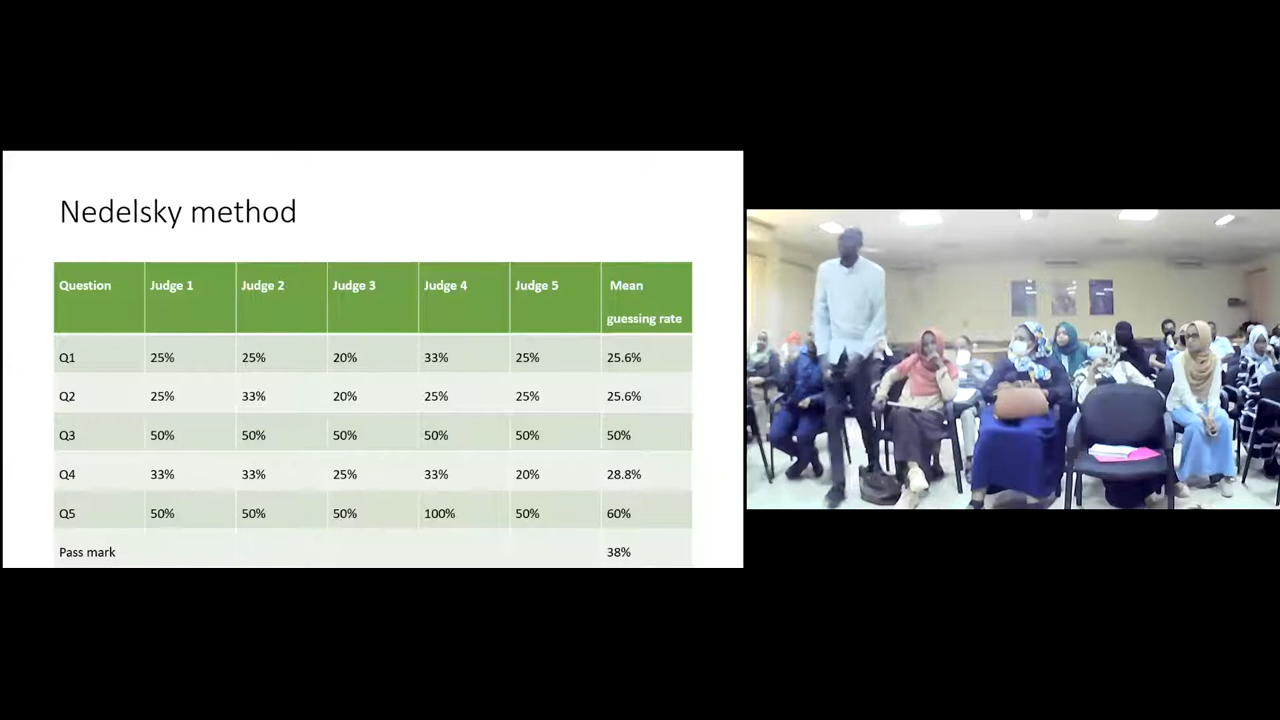 Nedelsky method
Question Judge 1 Judge 2 Judge 3 Judge 4 Judge 5 Mean guessing rate
Q1 25% 25% 20% 33% 25% 25.6%
Q2 25% 33% 20% 25% 25% 25.6%
Q3 50% 50% 50% 50% 50% 50%
Q4 33% 33% 25% 33% 20% 28.8%
Q5 50% 50% 50% 100% 50% 60%
Pass mark 38%